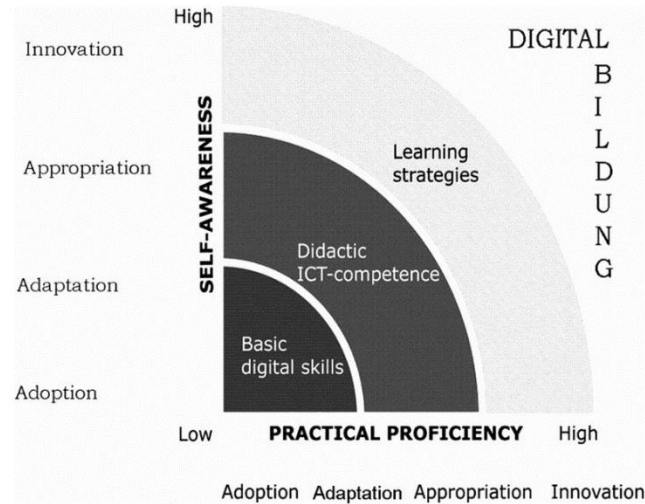 High
DIGITAL
BILDUNG
Innovation
Appropriation
Adaptation
Adoption
SELF-AWARENESS
Learning
strategies
Didactic
ICT-competence
Basic
digital skills
Low
PRACTICAL PROFICIENCY
High
Adoption Adaptation Appropriation Innovation